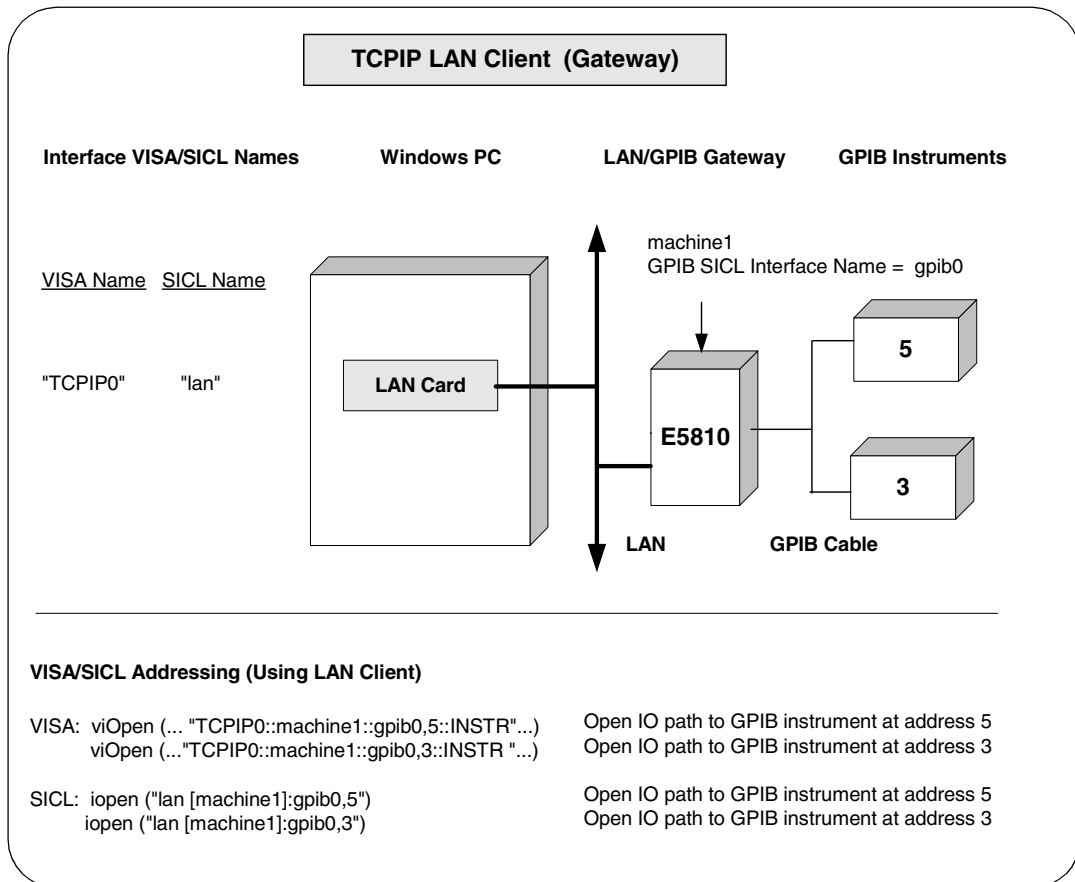 TCPIP LAN Client (Gateway)
Interface VISA/SICL Names Windows PC LAN/GPIB Gateway GPIB Instruments
machine1
GPIB SICL Interface Name = gpib0
VISA Name SICL Name
"TCPIP0" "lan"
LAN Card
E5810
5
3
LAN GPIB Cable
VISA/SICL Addressing (Using LAN Client)
VISA: viOpen (... "TCPIP0::machine1::gpib0,5::INSTR"...) Open IO path to GPIB instrument at address 5
viOpen (..."TCPIP0::machine1::gpib0,3::INSTR "...) Open IO path to GPIB instrument at address 3
SICL: iopen ("lan [machine1]:gpib0,5") Open IO path to GPIB instrument at address 5
iopen ("lan [machine1]:gpib0,3") Open IO path to GPIB instrument at address 3